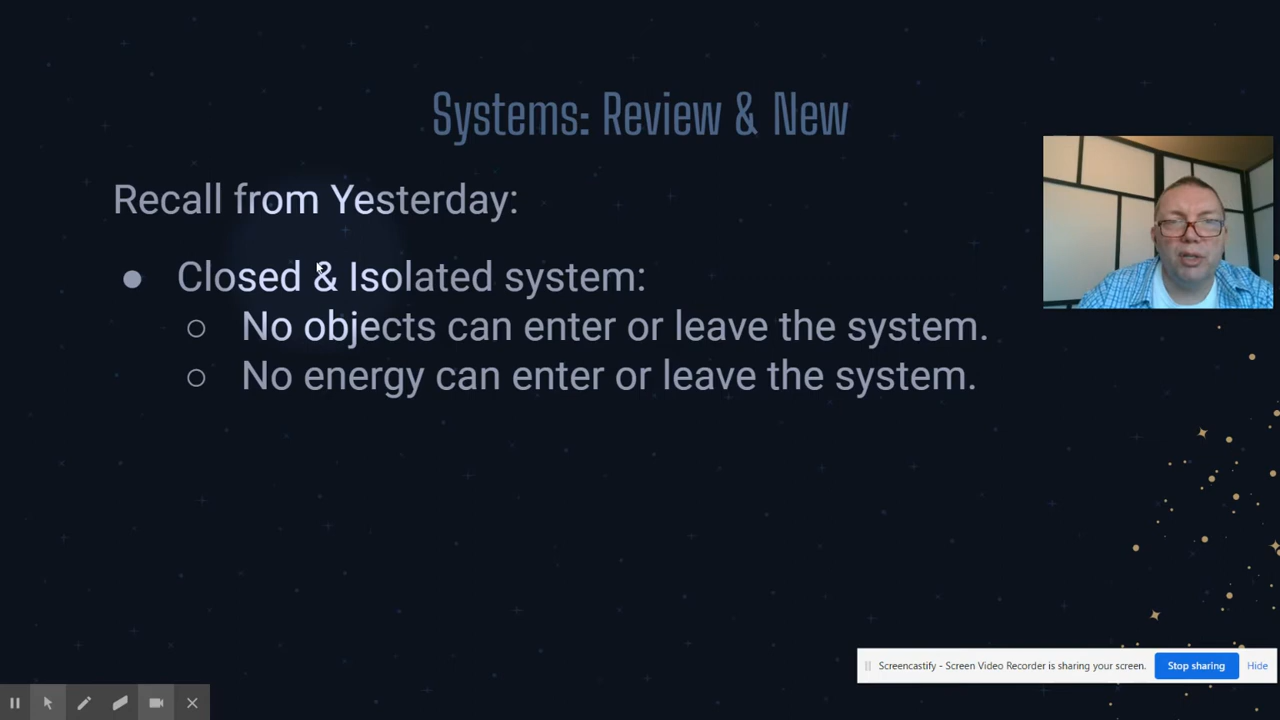 Systems: Review & New
Recall from Yesterday:
● Closed & Isolated system:
○ No objects can enter or leave the system.
○ No energy can enter or leave the system.
Screencastify - Screen Video Recorder is sharing your screen.
Stop sharing
Hide